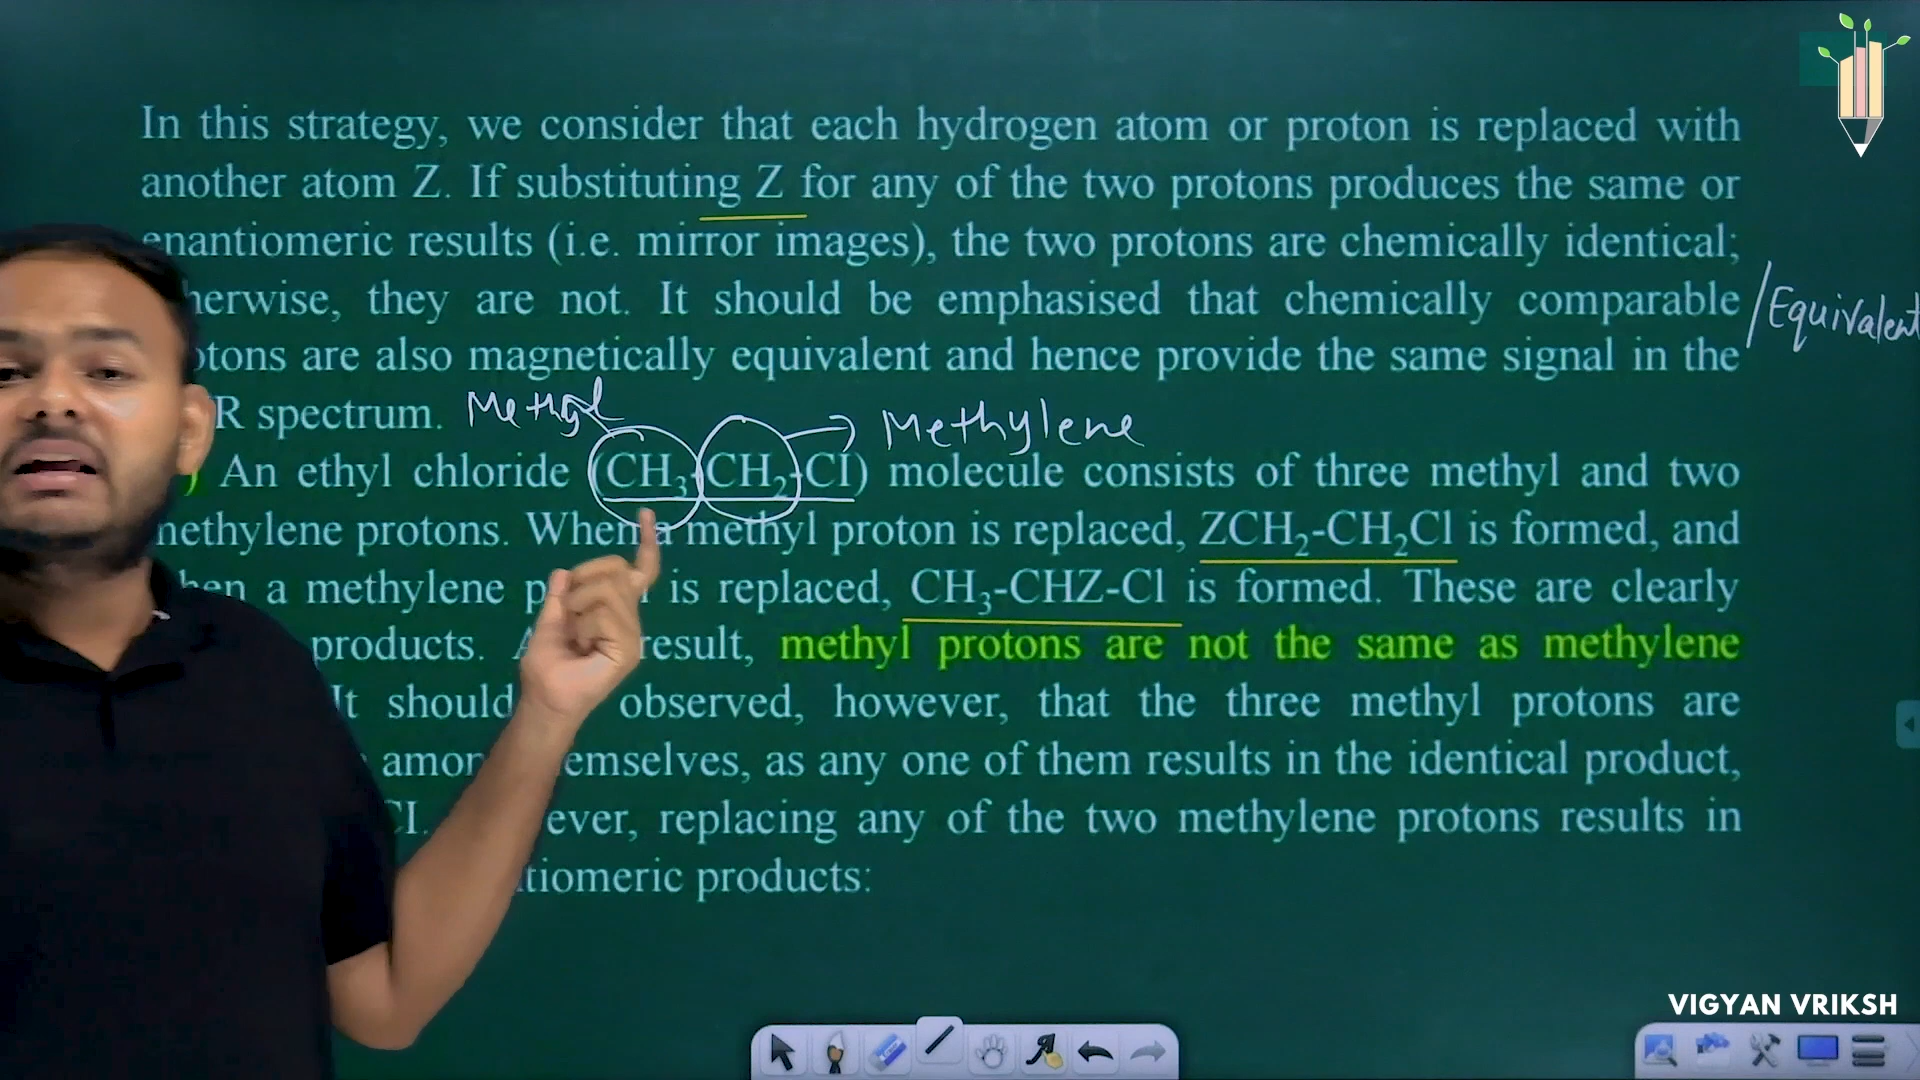 In this strategy, we consider that each hydrogen atom or proton is replaced with
another atom Z. If substituting Z for any of the two protons produces the same or
enantiomeric results (i.e. mirror images), the two protons are chemically identical;
herwise, they are not. It should be emphasised that chemically comparable
/Equivalent
otons are also magnetically equivalent and hence provide the same signal in the
R spectrum.
Methyl
Methylene
) An ethyl chloride (CH₃-CH₂-Cl) molecule consists of three methyl and two
methylene protons. When a methyl proton is replaced, ZCH₂-CH₂Cl is formed, and
hen a methylene p is replaced, CH₃-CHZ-Cl is formed. These are clearly
products. A result, methyl protons are not the same as methylene
It should observed, however, that the three methyl protons are
amon emselves, as any one of them results in the identical product,
Cl. ever, replacing any of the two methylene protons results in
tiomeric products:
VIGYAN VRIKSH